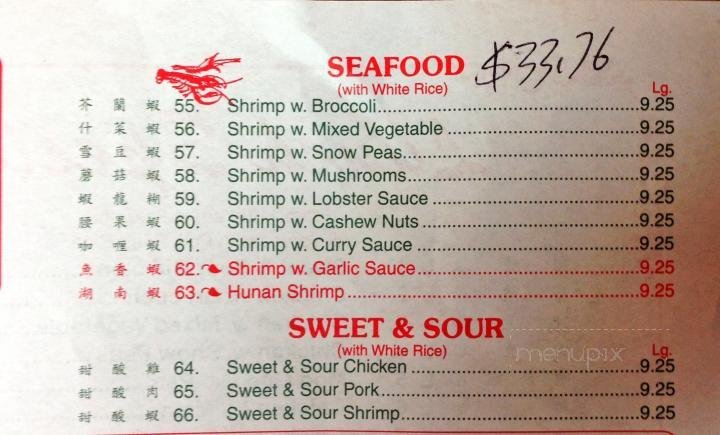 SEAFOOD $33.76
(with White Rice) Lg.
芥蘭蝦 55. Shrimp w. Broccoli 9.25
什菜蝦 56. Shrimp w. Mixed Vegetable 9.25
雪豆蝦 57. Shrimp w. Snow Peas 9.25
蘑菇蝦 58. Shrimp w. Mushrooms 9.25
蝦龍糊 59. Shrimp w. Lobster Sauce 9.25
腰果蝦 60. Shrimp w. Cashew Nuts 9.25
咖喱蝦 61. Shrimp w. Curry Sauce 9.25
魚香蝦 62. Shrimp w. Garlic Sauce 9.25
湖南蝦 63. Hunan Shrimp 9.25
SWEET & SOUR
(with White Rice) Lg.
甜酸雞 64. Sweet & Sour Chicken 9.25
甜酸肉 65. Sweet & Sour Pork 9.25
甜酸蝦 66. Sweet & Sour Shrimp 9.25
menupix